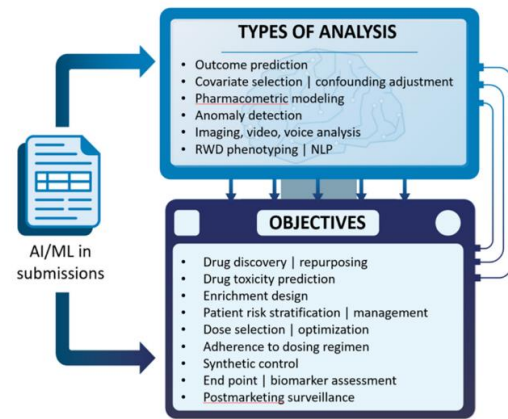 TYPES OF ANALYSIS
• Outcome prediction
• Covariate selection | confounding adjustment
• Pharmacometric modeling
• Anomaly detection
• Imaging, video, voice analysis
• RWD phenotyping | NLP
AI/ML in
submissions
OBJECTIVES
• Drug discovery | repurposing
• Drug toxicity prediction
• Enrichment design
• Patient risk stratification | management
• Dose selection | optimization
• Adherence to dosing regimen
• Synthetic control
• End point | biomarker assessment
• Postmarketing surveillance